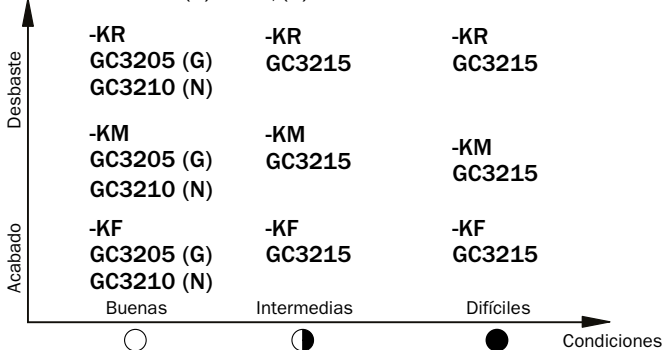 -KR -KR -KR
GC3205 (G) GC3215 GC3215
GC3210 (N)
Desbaste
-KM -KM -KM
GC3205 (G) GC3215 GC3215
GC3210 (N)
-KF -KF -KF
GC3205 (G) GC3215 GC3215
GC3210 (N)
Acabado
Buenas Intermedias Difíciles
Condiciones